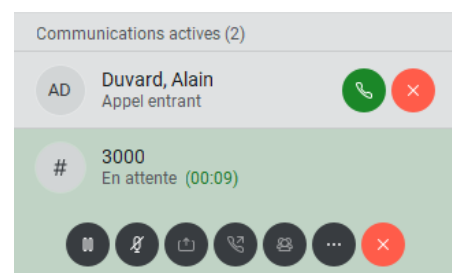 Communications actives (2)
AD
Duvard, Alain
Appel entrant
#
3000
En attente (00:09)